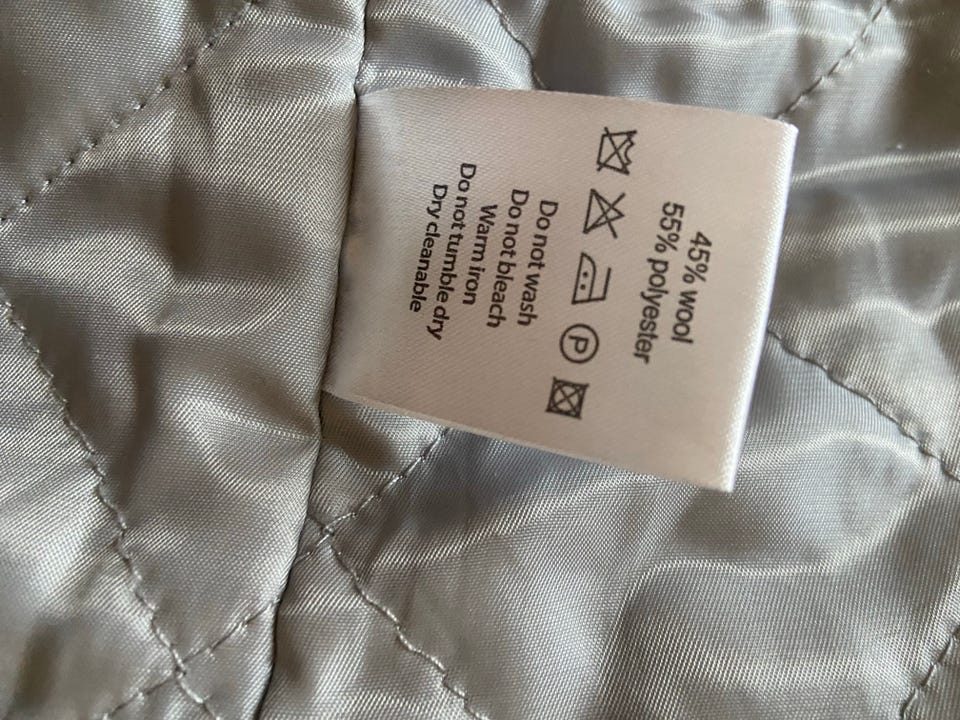 45% wool
55% polyester
P
Do not wash
Do not bleach
Warm iron
Do not tumble dry
Dry cleanable